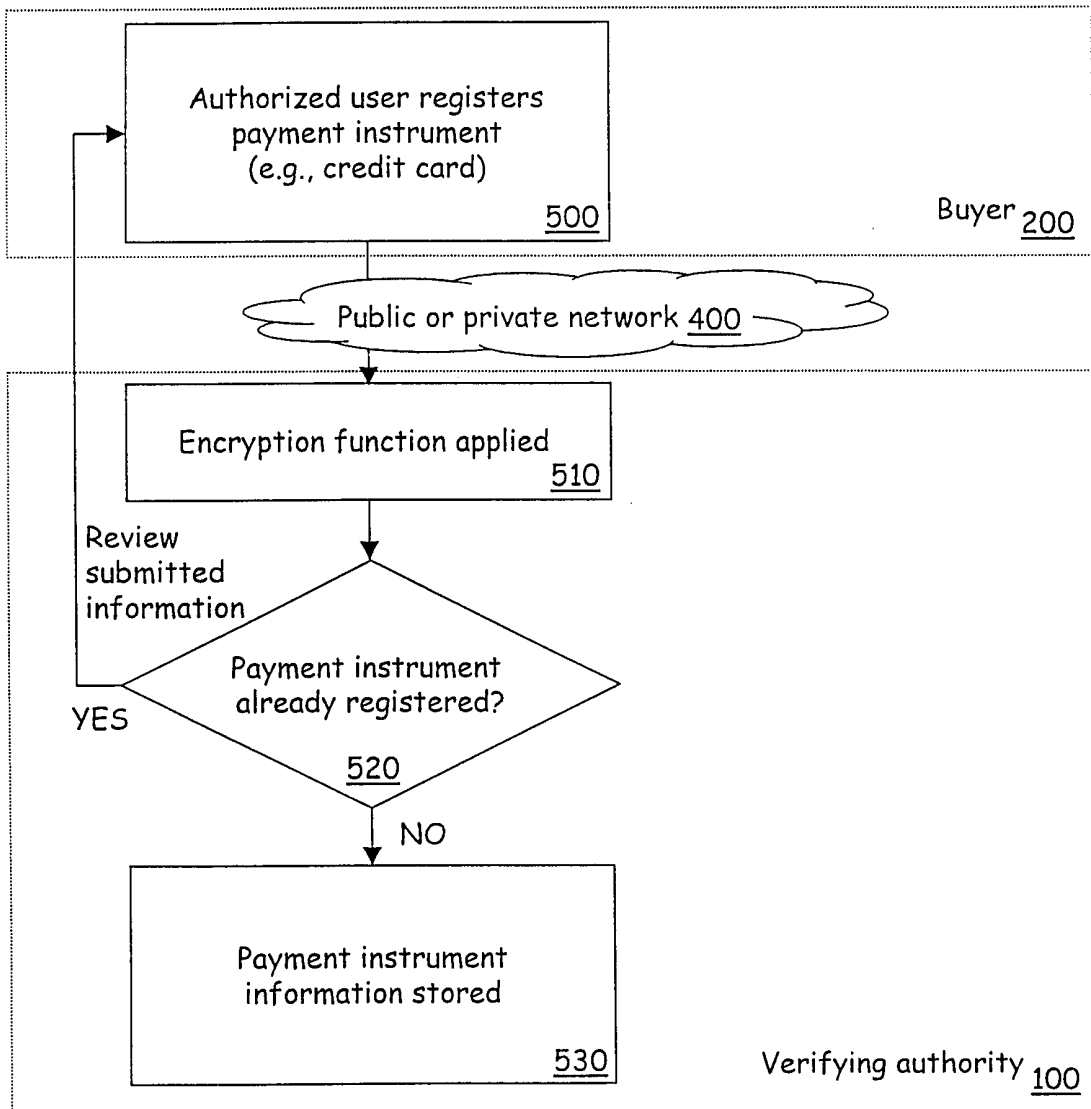 Authorized user registers
payment instrument
(e.g., credit card)
500
Buyer 200
Public or private network 400
Encryption function applied
510
Review
submitted
information
Payment instrument
already registered?
520
YES
NO
Payment instrument
information stored
530
Verifying authority 100